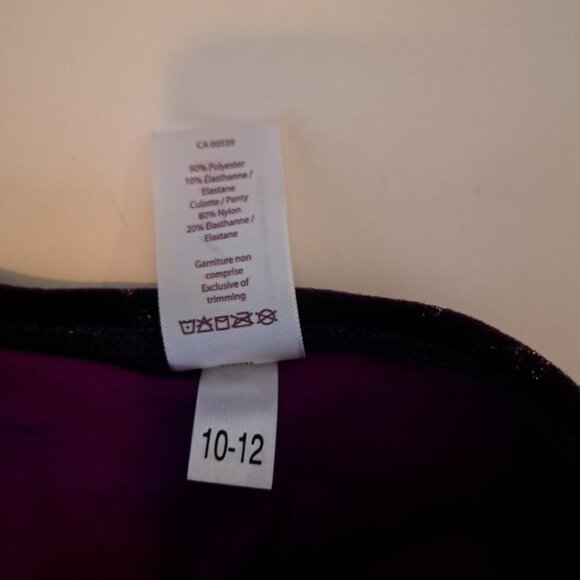 CA 00539
90% Polyester
10% Élasthanne /
Elastane
Culotte / Panty
80% Nylon
20% Élasthanne /
Elastane
Garniture non
comprise
Exclusive of
trimming
10-12